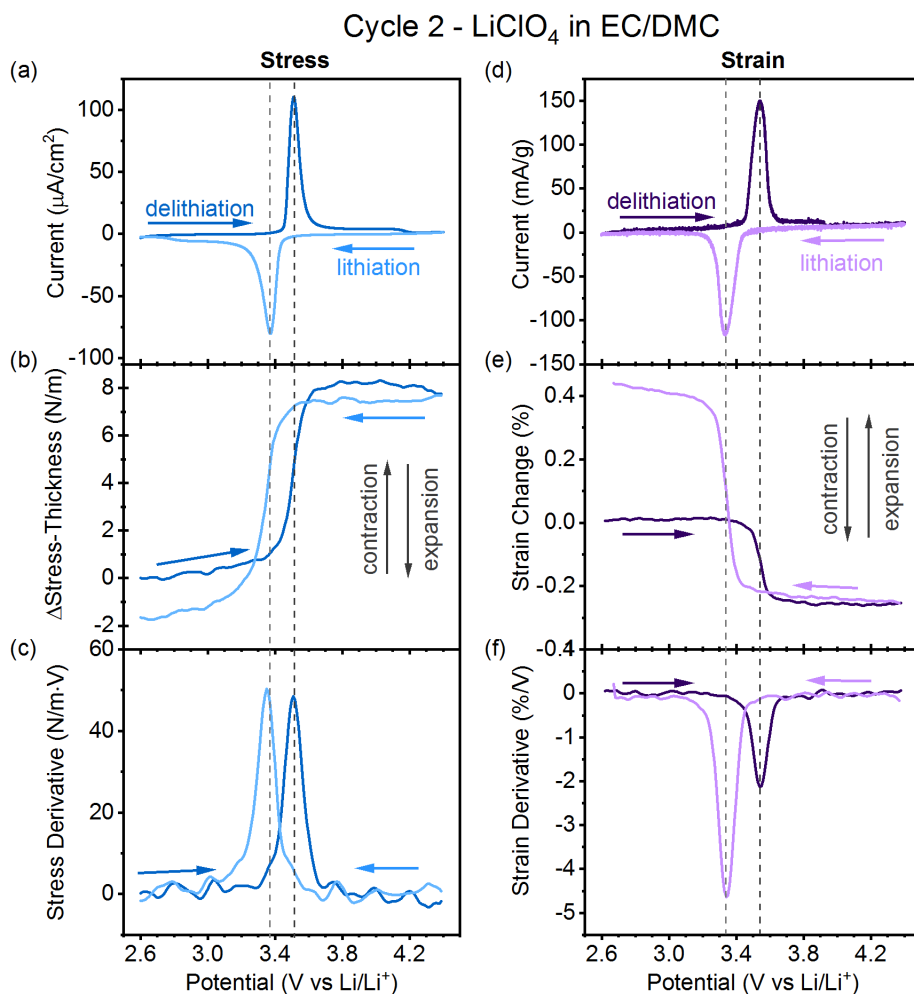 Cycle 2 - LiClO₄ in EC/DMC
Stress
(a)
Current (µA/cm²)
100
50
0
-50
-100
delithiation
lithiation
(b)
ΔStress-Thickness (N/m)
8
6
4
2
0
-2
contraction
expansion
(c)
Stress Derivative (N/m·V)
60
40
20
0
2.6
3.0
3.4
3.8
4.2
Potential (V vs Li/Li⁺)
Strain
(d)
Current (mA/g)
150
100
50
0
-50
-100
-150
delithiation
lithiation
(e)
Strain Change (%)
0.4
0.2
0.0
-0.2
-0.4
contraction
expansion
(f)
Strain Derivative (%/V)
0
-1
-2
-3
-4
-5
2.6
3.0
3.4
3.8
4.2
Potential (V vs Li/Li⁺)